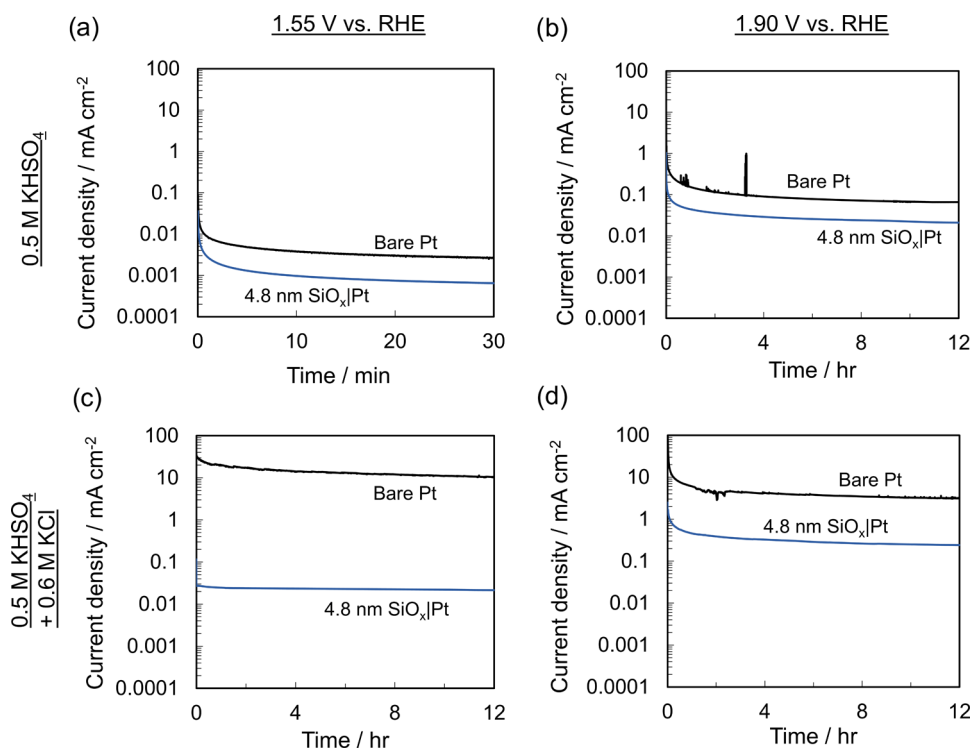 (a)
1.55 V vs. RHE
(b)
1.90 V vs. RHE
0.5 M KHSO4
Current density / mA cm-2
100
10
1
0.1
0.01
0.001
0.0001
Bare Pt
4.8 nm SiOx|Pt
0
10
20
30
Time / min
Current density / mA cm-2
100
10
1
0.1
0.01
0.001
0.0001
Bare Pt
4.8 nm SiOx|Pt
0
4
8
12
Time / hr
(c)
(d)
0.5 M KHSO4
+ 0.6 M KCl
Current density / mA cm-2
100
10
1
0.1
0.01
0.001
0.0001
Bare Pt
4.8 nm SiOx|Pt
0
4
8
12
Time / hr
Current density / mA cm-2
100
10
1
0.1
0.01
0.001
0.0001
Bare Pt
4.8 nm SiOx|Pt
0
4
8
12
Time / hr